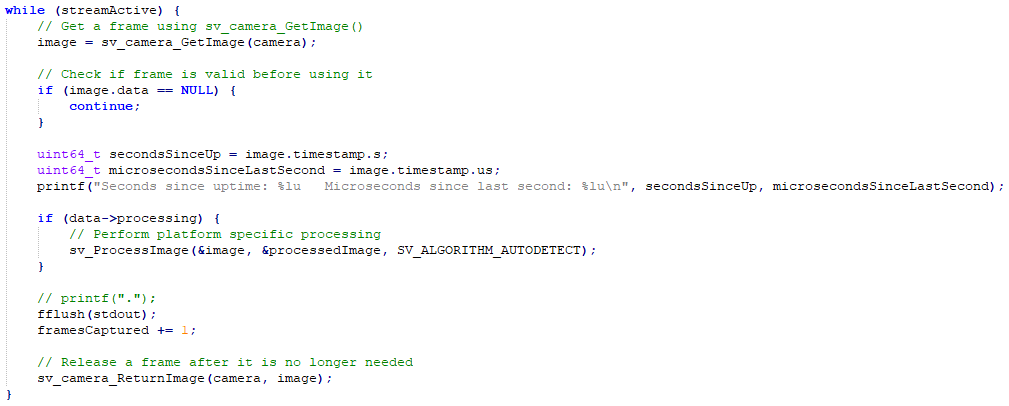 while (streamActive) {
    // Get a frame using sv_camera_GetImage()
    image = sv_camera_GetImage(camera);

    // Check if frame is valid before using it
    if (image.data == NULL) {
        continue;
    }

    uint64_t secondsSinceUp = image.timestamp.s;
    uint64_t microsecondsSinceLastSecond = image.timestamp.us;
    printf("Seconds since uptime: %lu   Microseconds since last second: %lu\n", secondsSinceUp, microsecondsSinceLastSecond);

    if (data->processing) {
        // Perform platform specific processing
        sv_ProcessImage(&image, &processedImage, SV_ALGORITHM_AUTODETECT);
    }

    // printf(".");
    fflush(stdout);
    framesCaptured += 1;

    // Release a frame after it is no longer needed
    sv_camera_ReturnImage(camera, image);
}